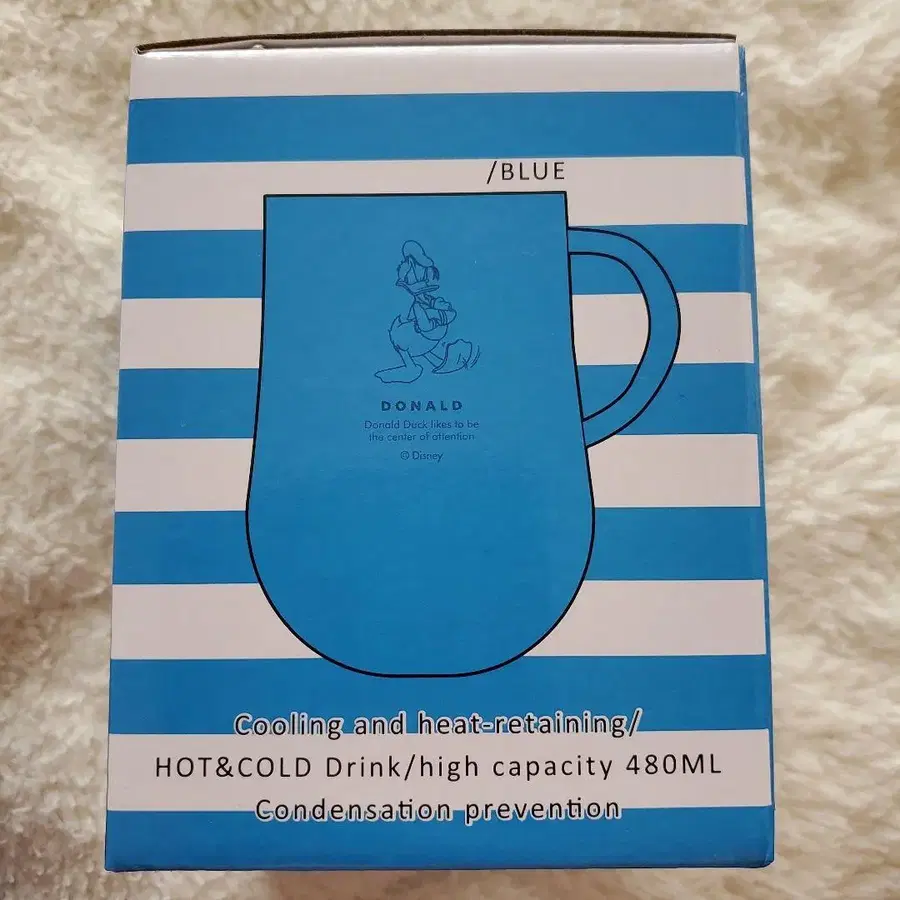 /BLUE
DONALD
Donald Duck likes to be
the center of attention
© Disney
Cooling and heat-retaining/
HOT&COLD Drink/high capacity 480ML
Condensation prevention